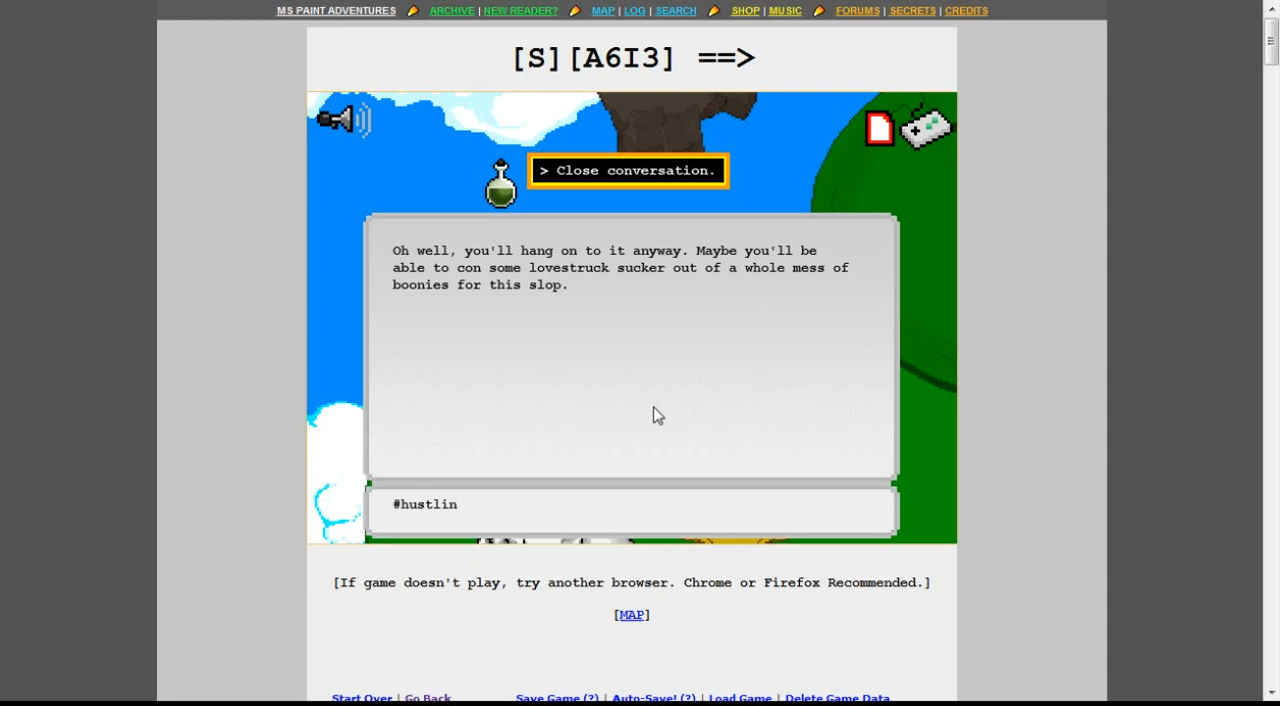 MS PAINT ADVENTURES ARCHIVE | NEW READER? MAP | LOG | SEARCH SHOP | MUSIC FORUMS | SECRETS | CREDITS
[S][A6I3] ==>
> Close conversation.
Oh well, you'll hang on to it anyway. Maybe you'll be
able to con some lovestruck sucker out of a whole mess of
boonies for this slop.
#hustlin
[If game doesn't play, try another browser. Chrome or Firefox Recommended.]
[MAP]
Start Over | Go Back Save Game (?) | Auto-Save! (?) | Load Game | Delete Game Data